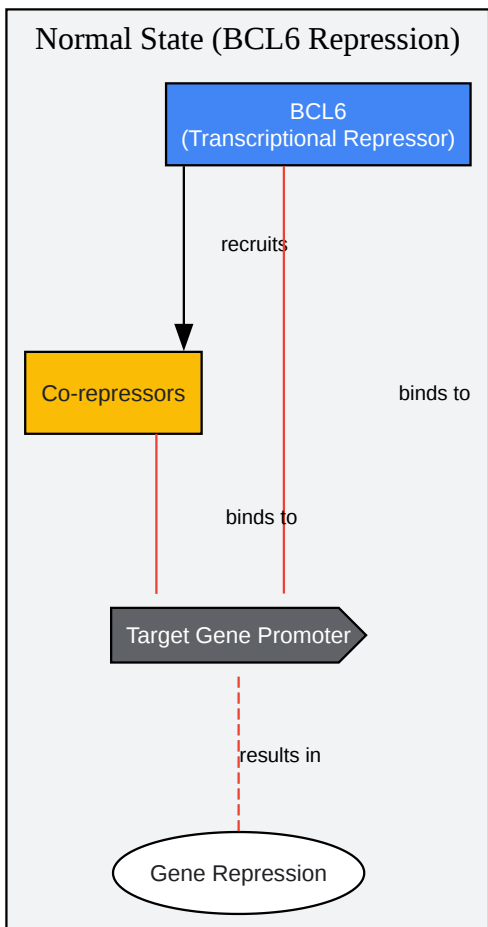 Normal State (BCL6 Repression)
BCL6
(Transcriptional Repressor)
recruits
Co-repressors
binds to
binds to
Target Gene Promoter
results in
Gene Repression